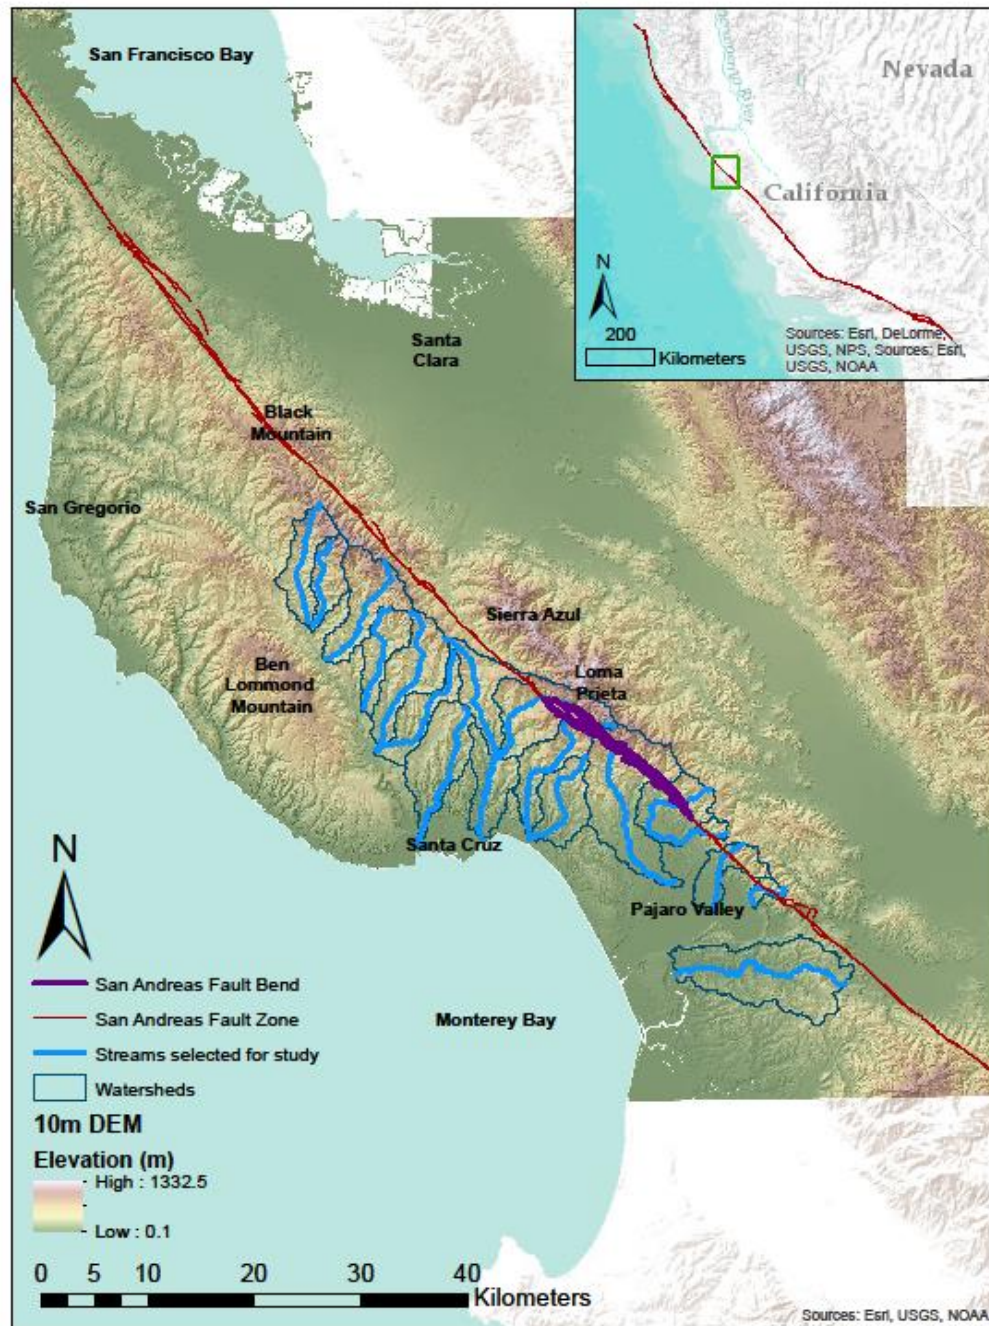 San Francisco Bay
Nevada
California
N
200
Kilometers
Sources: Esri, DeLorme,
USGS, NPS, Sources: Esri,
USGS, NOAA
Santa
Clara
Black
Mountain
San Gregorio
Sierra Azul
Ben
Lommond
Mountain
Loma
Prieta
Santa Cruz
Pajaro Valley
Monterey Bay
N
San Andreas Fault Bend
San Andreas Fault Zone
Streams selected for study
Watersheds
10m DEM
Elevation (m)
High : 1332.5
Low : 0.1
0 5 10 20 30 40
Kilometers
Sources: Esri, USGS, NOAA